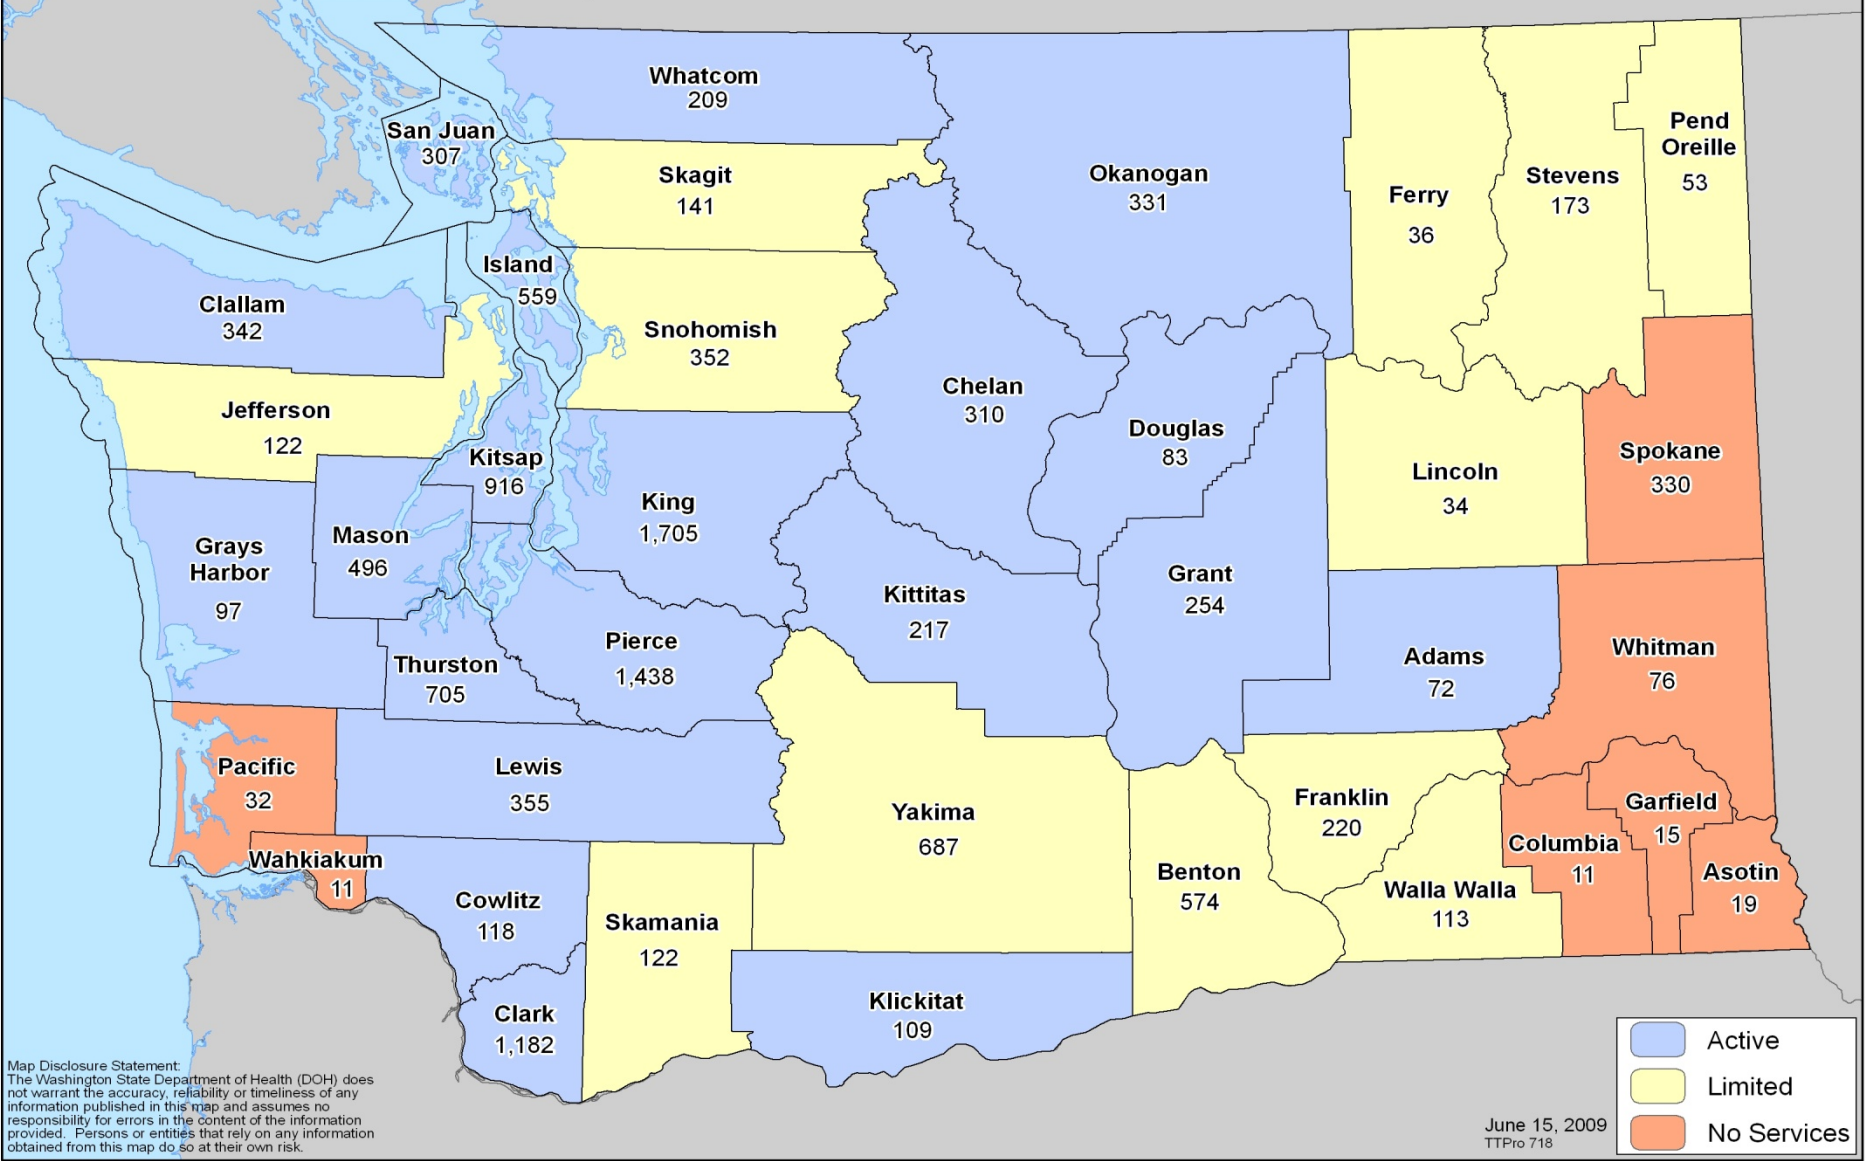 Whatcom
209
San Juan
307
Skagit
141
Okanogan
331
Ferry
36
Stevens
173
Pend
Oreille
53
Island
559
Clallam
342
Snohomish
352
Chelan
310
Jefferson
122
Douglas
83
Kitsap
916
King
1,705
Lincoln
34
Spokane
330
Grays
Harbor
97
Mason
496
Kittitas
217
Grant
254
Thurston
705
Pierce
1,438
Adams
72
Whitman
76
Pacific
32
Lewis
355
Yakima
687
Franklin
220
Garfield
15
Wahkiakum
11
Columbia
11
Asotin
19
Benton
574
Walla Walla
113
Cowlitz
118
Skamania
122
Clark
1,182
Klickitat
109
Map Disclosure Statement:
The Washington State Department of Health (DOH) does
not warrant the accuracy, reliability or timeliness of any
information published in this map and assumes no
responsibility for errors in the content of the information
provided. Persons or entities that rely on any information
obtained from this map do so at their own risk.
June 15, 2009
TTPro 718
Active
Limited
No Services